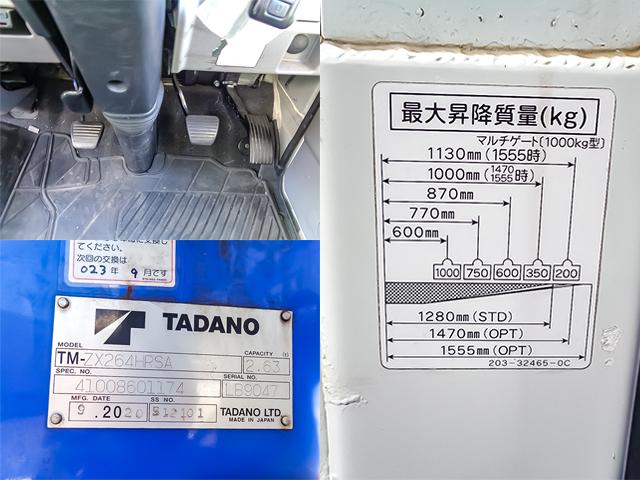 最大昇降質量(kg)
マルチゲート〔1000kg型〕
1130mm(1555時)
1000mm(1470 1555時)
870mm
770mm
600mm
1000 750 600 350 200
1280mm(STD)
1470mm(OPT)
1555mm(OPT)
203-32465-0C
てください。
次回の交換は
023年 9月です
TADANO
MODEL
CAPACITY (t)
TM-ZX264HRSA 2.63
SPEC. NO. SERIAL NO.
41008601174 LB9047
MFG. DATE SS NO.
9 .2020 S12101 TADANO LTD.
MADE IN JAPAN